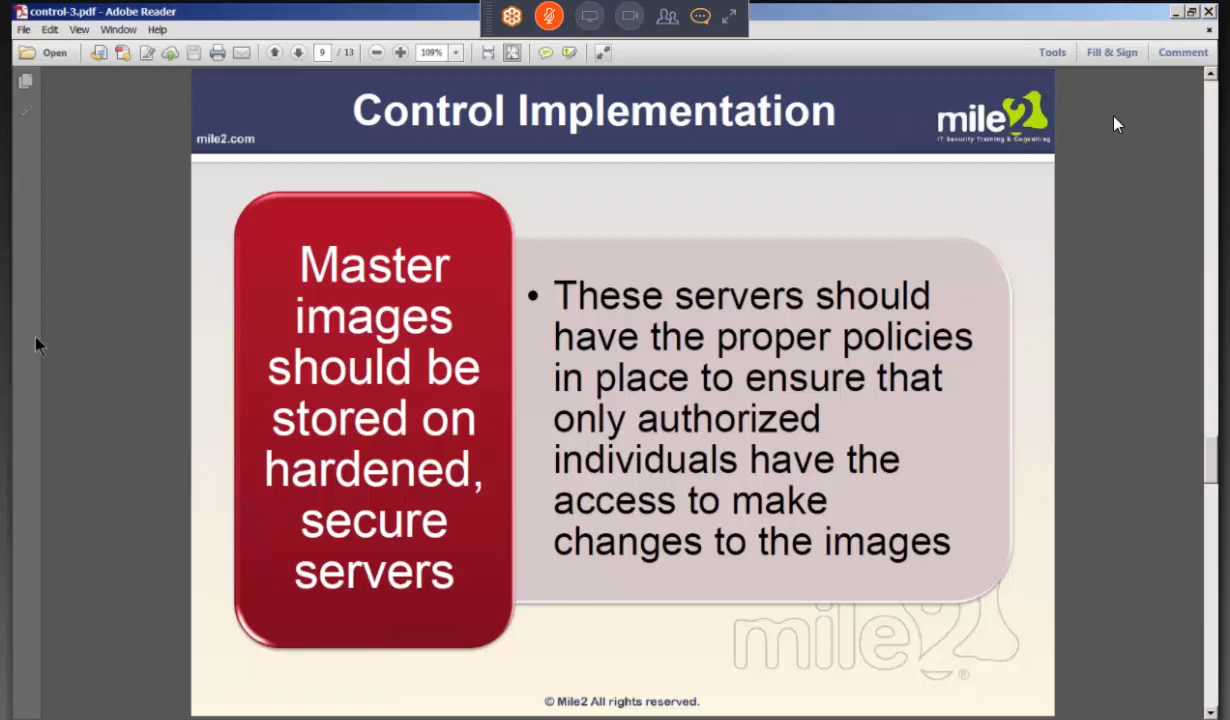 control-3.pdf - Adobe Reader
File Edit View Window Help
Open 9 / 13 109% Tools Fill & Sign Comment
Control Implementation
mile2.com
mile2
IT Security Training & Consulting
Master
images
should be
stored on
hardened,
secure
servers
• These servers should
have the proper policies
in place to ensure that
only authorized
individuals have the
access to make
changes to the images
mile2®
© Mile2 All rights reserved.